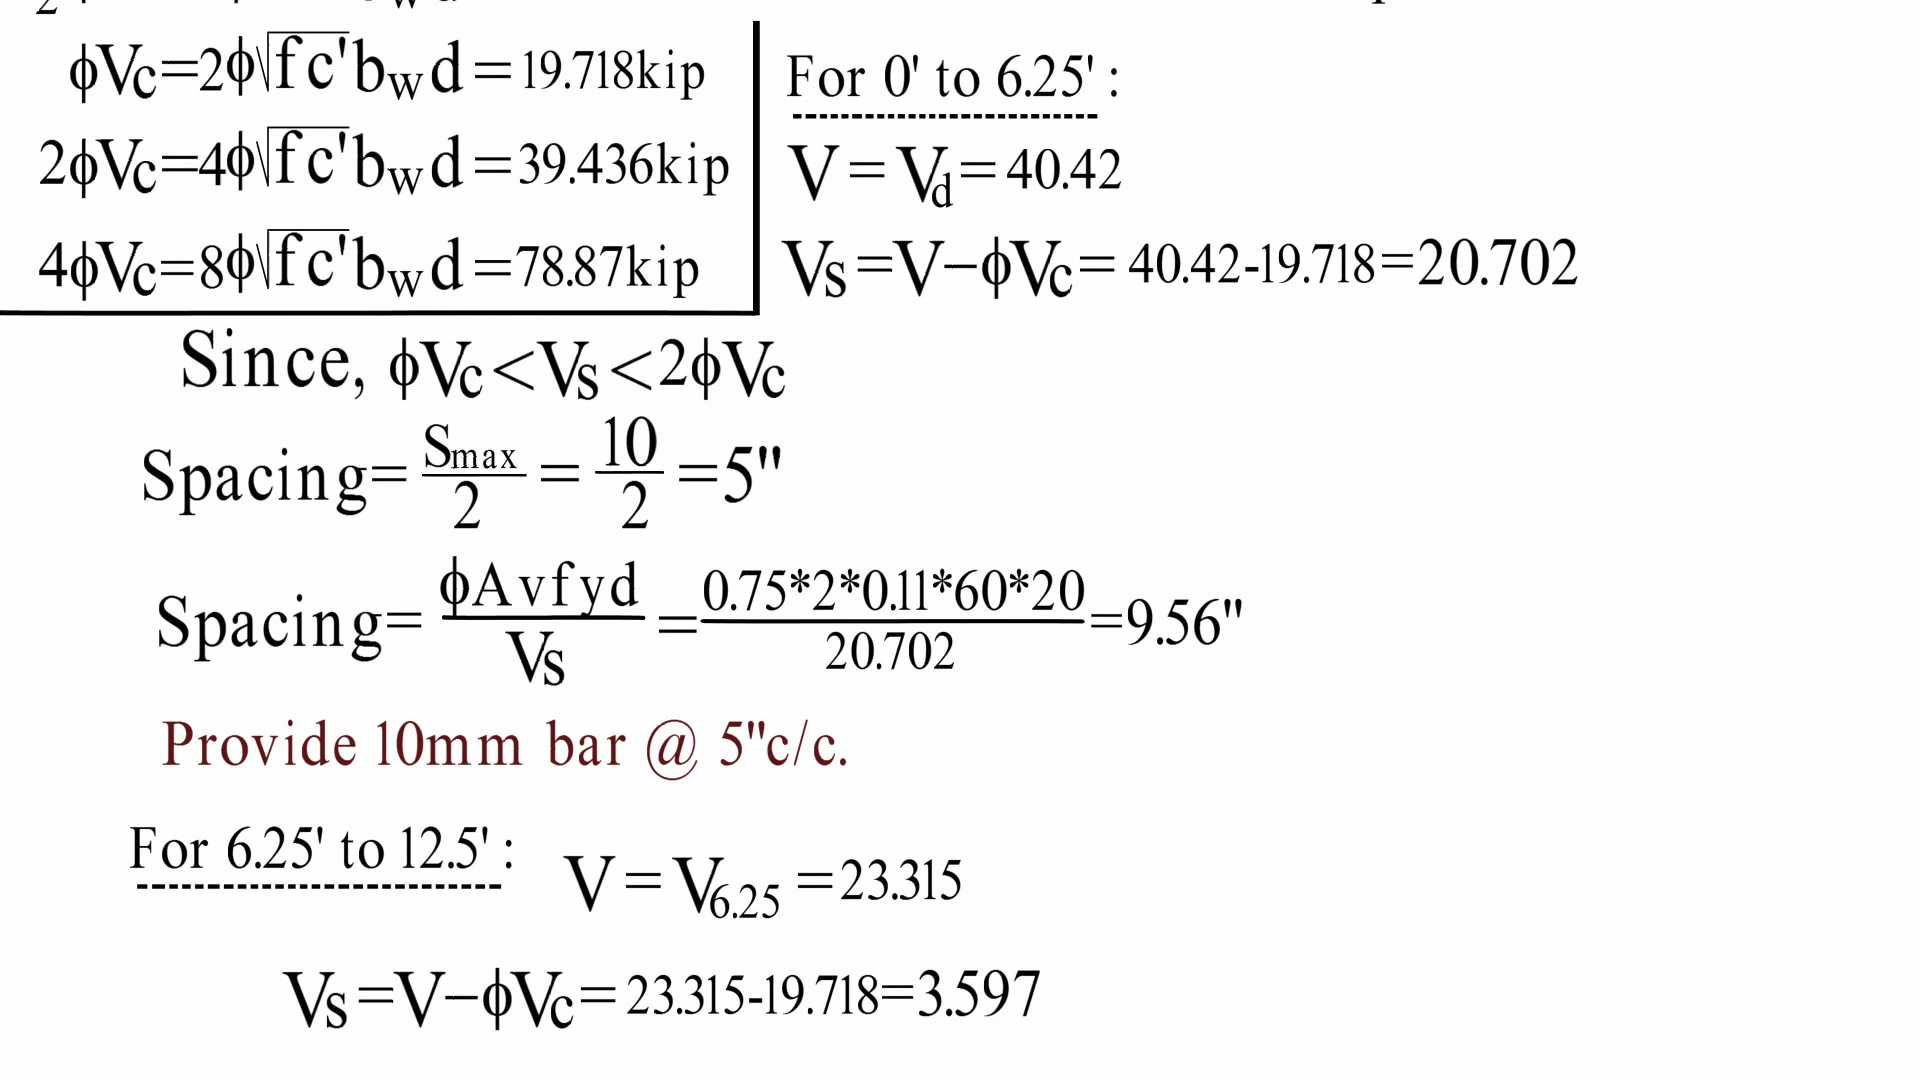 ϕVc=2ϕ√fc'bwd=19.718kip
2ϕVc=4ϕ√fc'bwd=39.436kip
4ϕVc=8ϕ√fc'bwd=78.87kip
For 0' to 6.25' :
V=Vd=40.42
Vs=V−ϕVc=40.42-19.718=20.702
Since, ϕVc<Vs<2ϕVc
Spacing=Smax/2=10/2=5"
Spacing=ϕAvfyd/Vs=0.75*2*0.11*60*20/20.702=9.56"
Provide 10mm bar @ 5"c/c.
For 6.25' to 12.5' :
V=V6.25=23.315
Vs=V−ϕVc=23.315-19.718=3.597